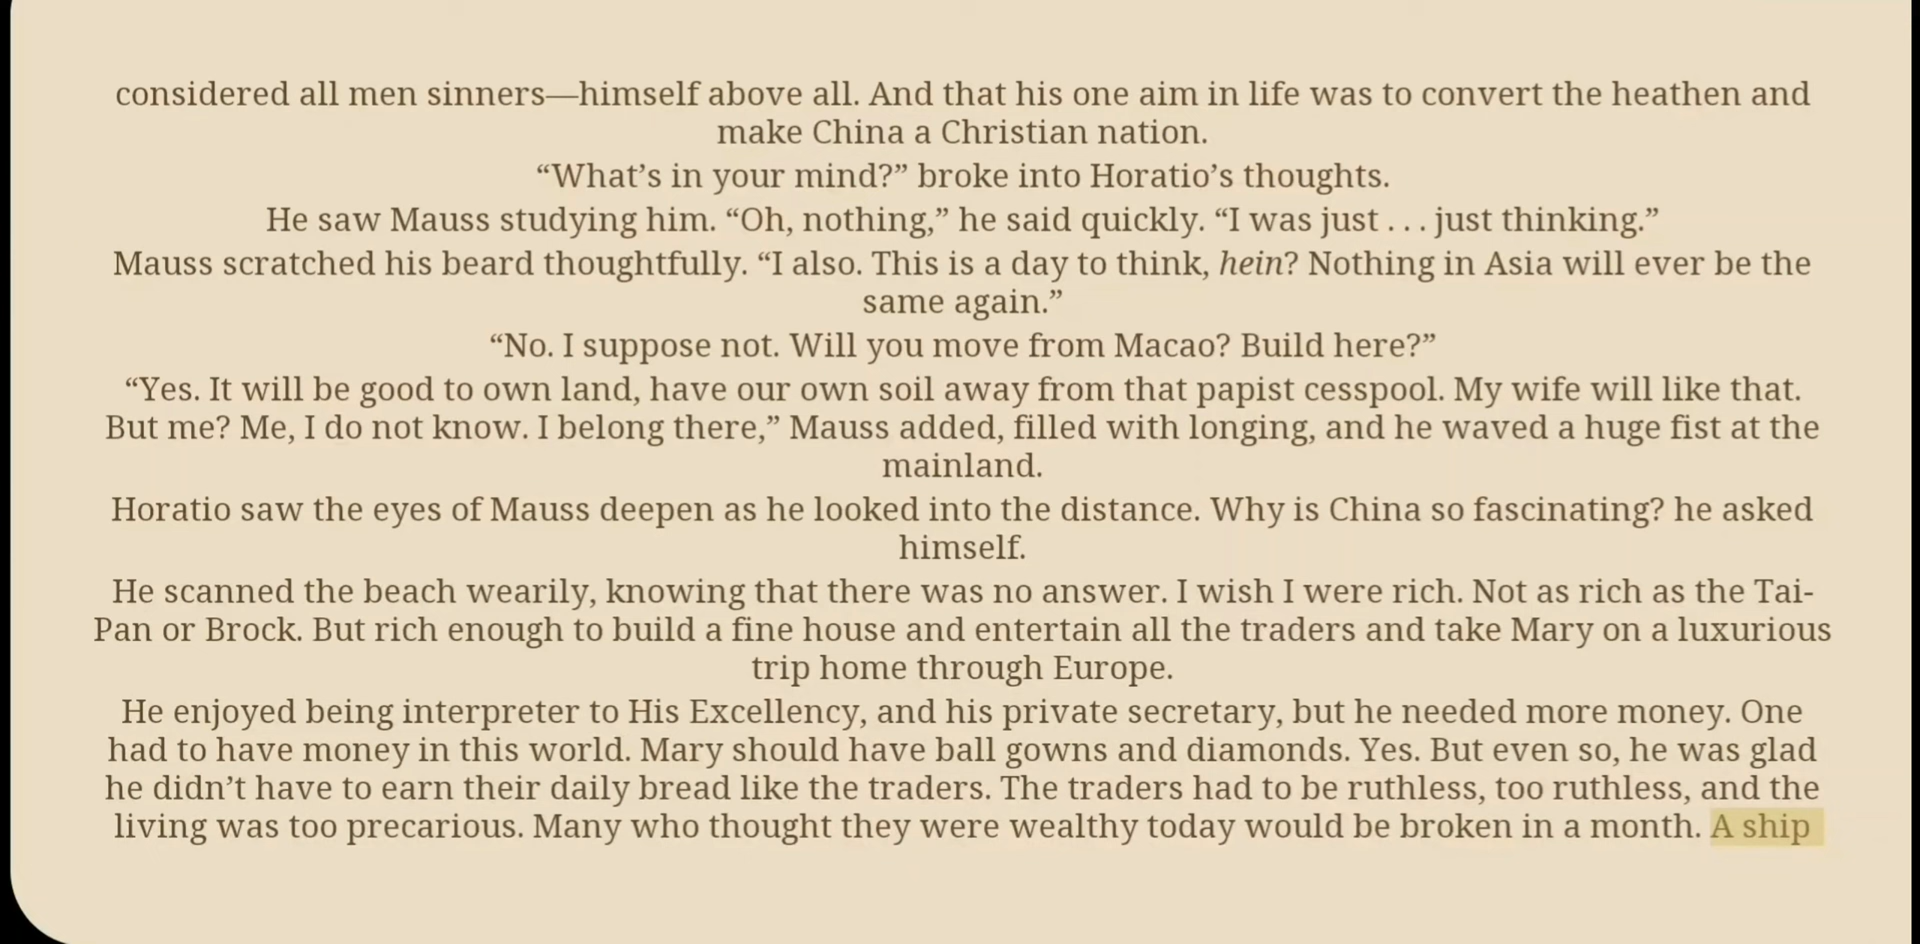 considered all men sinners—himself above all. And that his one aim in life was to convert the heathen and
make China a Christian nation.
“What’s in your mind?” broke into Horatio’s thoughts.
He saw Mauss studying him. “Oh, nothing,” he said quickly. “I was just . . . just thinking.”
Mauss scratched his beard thoughtfully. “I also. This is a day to think, hein? Nothing in Asia will ever be the
same again.”
“No. I suppose not. Will you move from Macao? Build here?”
“Yes. It will be good to own land, have our own soil away from that papist cesspool. My wife will like that.
But me? Me, I do not know. I belong there,” Mauss added, filled with longing, and he waved a huge fist at the
mainland.
Horatio saw the eyes of Mauss deepen as he looked into the distance. Why is China so fascinating? he asked
himself.
He scanned the beach wearily, knowing that there was no answer. I wish I were rich. Not as rich as the Tai-
Pan or Brock. But rich enough to build a fine house and entertain all the traders and take Mary on a luxurious
trip home through Europe.
He enjoyed being interpreter to His Excellency, and his private secretary, but he needed more money. One
had to have money in this world. Mary should have ball gowns and diamonds. Yes. But even so, he was glad
he didn’t have to earn their daily bread like the traders. The traders had to be ruthless, too ruthless, and the
living was too precarious. Many who thought they were wealthy today would be broken in a month. A ship